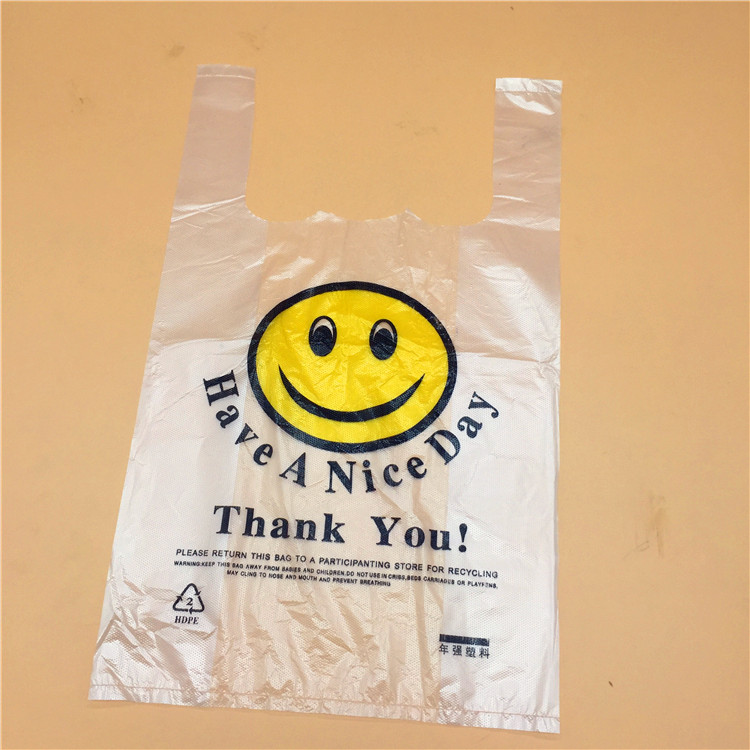 Have A Nice Day
Thank You!
PLEASE RETURN THIS BAG TO A PARTICIPANTING STORE FOR RECYCLING
WARNING:KEEP THIS BAG AWAY FROM BABIES AND CHILDREN.DO NOT USE IN CRIBS,BEDS CARRIAGES OR PLAYPENS,
MAY CLING TO NOSE AND MOUTH AND PREVENT BREATHING
2
HDPE
年强塑料